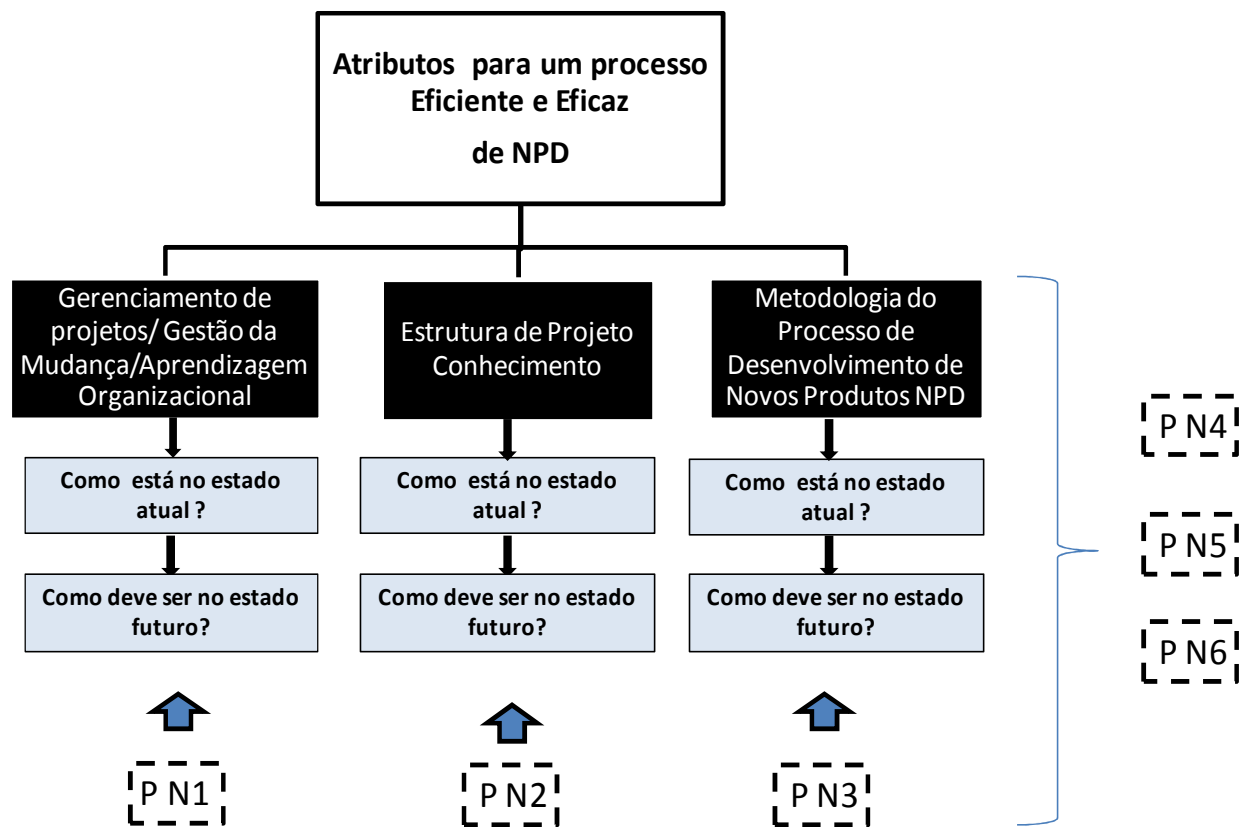 Atributos para um processo
Eficiente e Eficaz
de NPD
Gerenciamento de
projetos/ Gestão da
Mudança/Aprendizagem
Organizacional
Estrutura de Projeto
Conhecimento
Metodologia do
Processo de
Desenvolvimento de
Novos Produtos NPD
Como está no estado
atual ?
Como está no estado
atual ?
Como está no estado
atual ?
Como deve ser no estado
futuro?
Como deve ser no estado
futuro?
Como deve ser no estado
futuro?
P N4
P N5
P N6
P N1
P N2
P N3